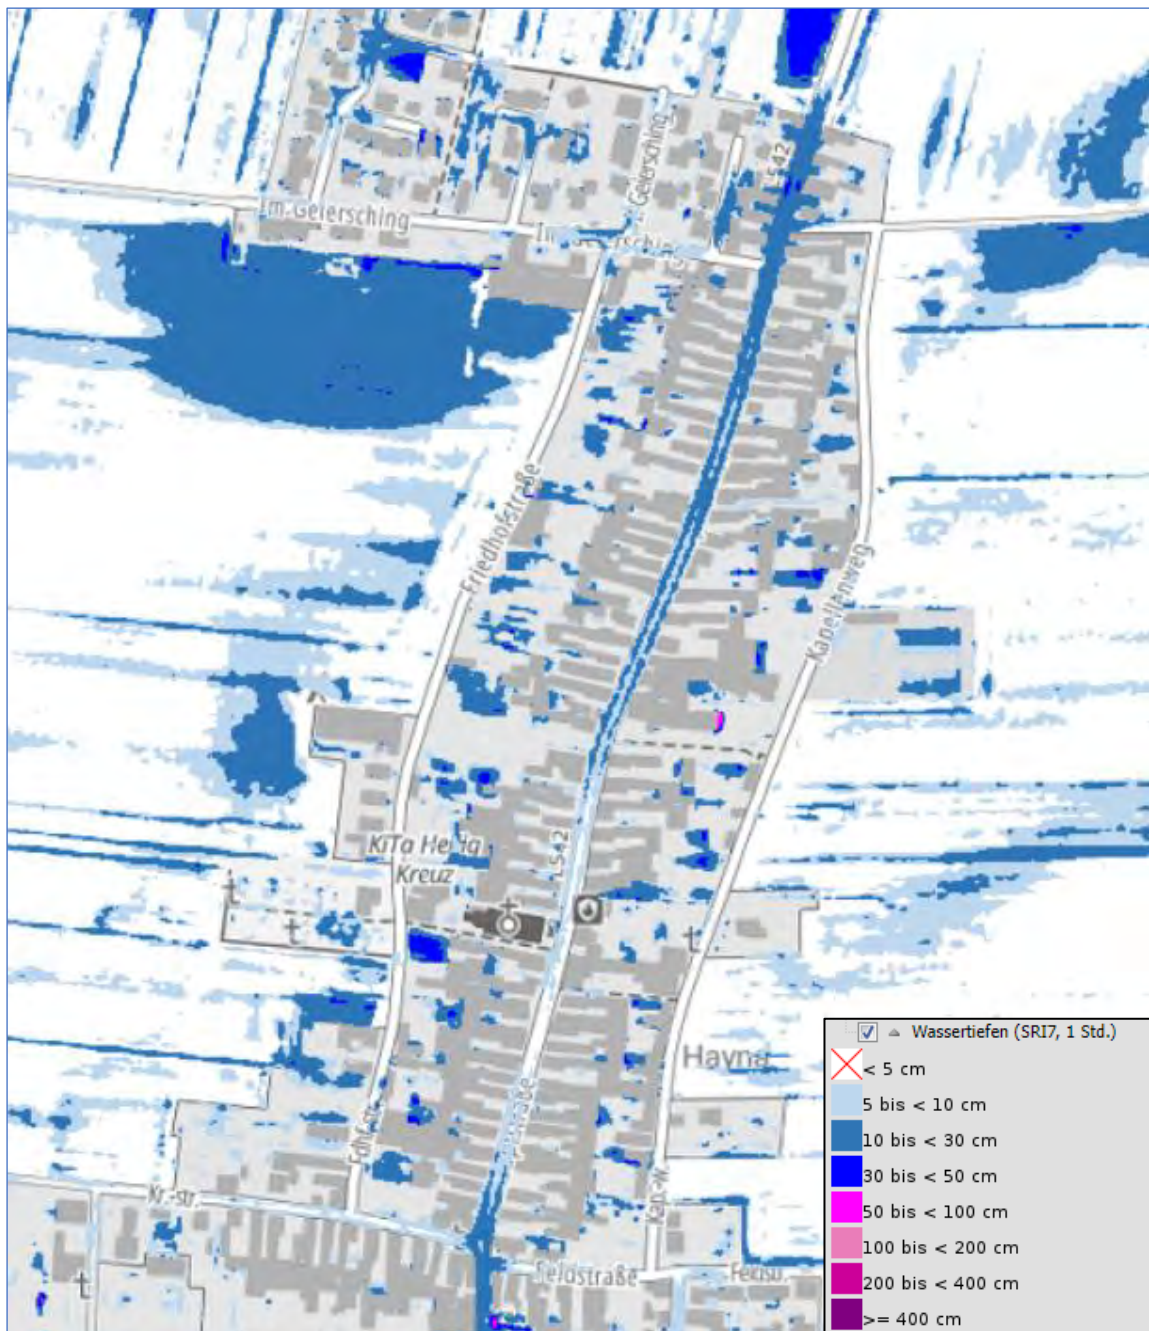 L542
Geiersching
Im Geiersching
Friedhofstraße
Kapellenweg
L542
KiTa Heilig
Kreuz
Hayna
Kr.-str.
Feldstraße
Feldstr.
Wassertiefen (SRI7, 1 Std.)
< 5 cm
5 bis < 10 cm
10 bis < 30 cm
30 bis < 50 cm
50 bis < 100 cm
100 bis < 200 cm
200 bis < 400 cm
>= 400 cm